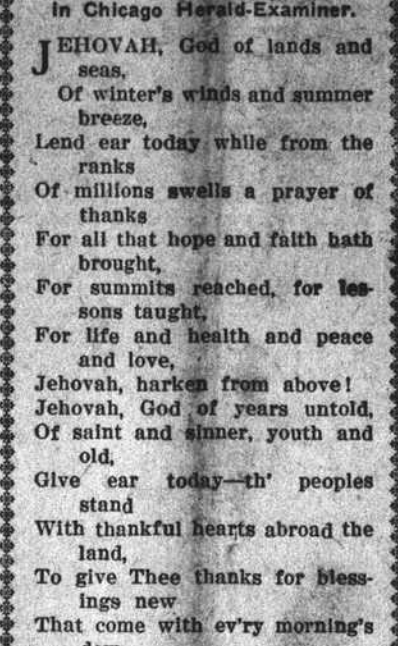 in Chicago Herald-Examiner.
JEHOVAH, God of lands and
seas,
Of winter's winds and summer
breeze,
Lend ear today while from the
ranks
Of millions swells a prayer of
thanks
For all that hope and faith hath
brought,
For summits reached, for les-
sons taught,
For life and health and peace
and love,
Jehovah, harken from above!
Jehovah, God of years untold,
Of saint and sinner, youth and
old,
Give ear today—th' peoples
stand
With thankful hearts abroad the
land,
To give Thee thanks for bless-
ings new
That come with ev'ry morning's